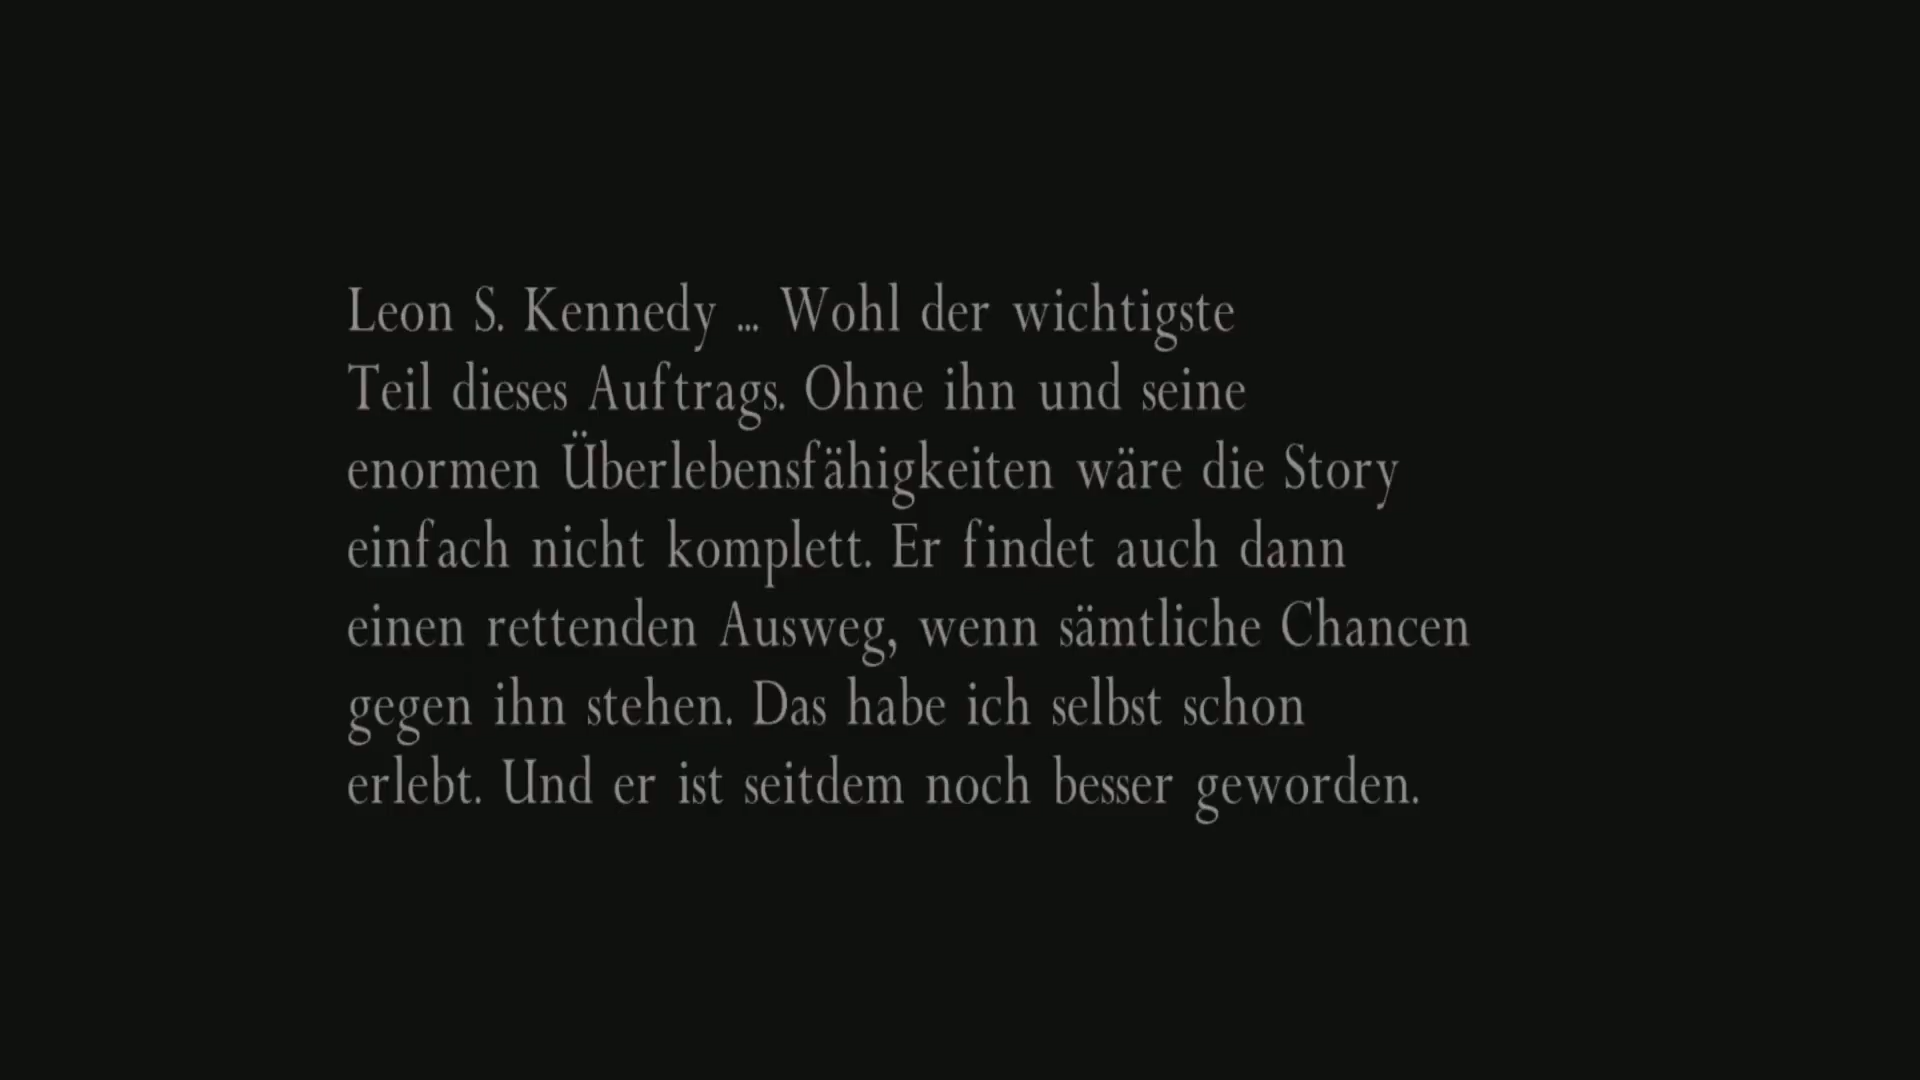 Leon S. Kennedy ... Wohl der wichtigste
Teil dieses Auftrags. Ohne ihn und seine
enormen Überlebensfähigkeiten wäre die Story
einfach nicht komplett. Er findet auch dann
einen rettenden Ausweg, wenn sämtliche Chancen
gegen ihn stehen. Das habe ich selbst schon
erlebt. Und er ist seitdem noch besser geworden.